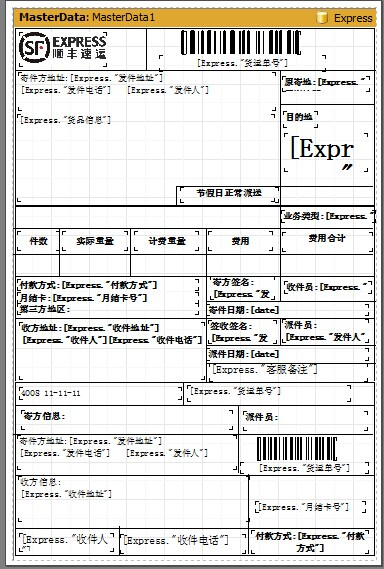 MasterData: MasterData1
Express
SF EXPRESS
顺丰速运
[Express."货运单号"]
寄件方地址:[Express."发件地址"]
[Express."发件电话"] [Express."发件人"]
原寄地:[Express."
[Express."货品信息"]
目的地
[Expr
"
节假日正常派送
业务类型:[Express."
件数 实际重量 计费重量 费用 费用合计
付款方式:[Express."付款方式"]
月结卡:[Express."月结卡号"]
第三方地区:
寄方签名:
[Express."发
收件员:[Express."
寄件日期:[date]
收方地址:[Express."收件地址"]
[Express."收件人"][Express."收件电话"]
签收签名:
[Express."发
派件员:
[Express."发件人"
派件日期:[date]
[Express."客服备注"]
4008 11-11-11
[Express."货运单号"]
寄方信息:
派件员:
寄件方地址:[Express."发件地址"]
[Express."发件电话"] [Express."发件人"]
[Express."货运单号"]
收方信息:
[Express."收件地址"]
[Express."月结卡号"]
[Express."收件人
"]
[Express."收件电话"]
付款方式:[Express."付款
方式"]